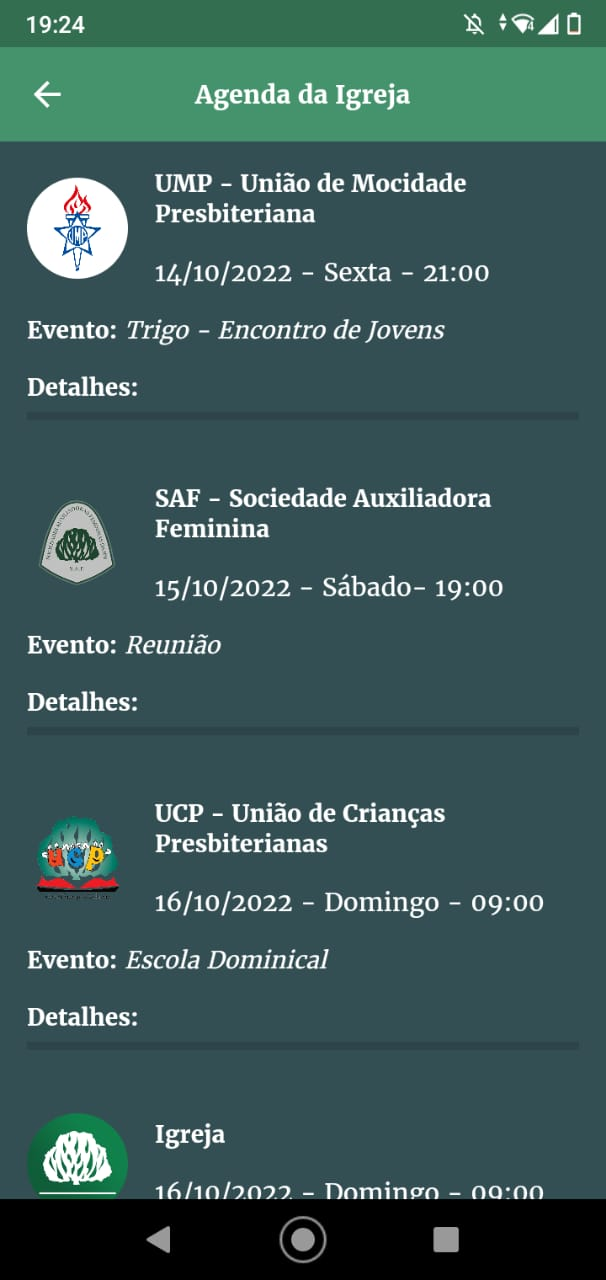 19:24
Agenda da Igreja
UMP - União de Mocidade
Presbiteriana
14/10/2022 - Sexta - 21:00
Evento: Trigo - Encontro de Jovens
Detalhes:
SAF - Sociedade Auxiliadora
Feminina
15/10/2022 - Sábado- 19:00
Evento: Reunião
Detalhes:
UCP - União de Crianças
Presbiterianas
16/10/2022 - Domingo - 09:00
Evento: Escola Dominical
Detalhes:
Igreja
16/10/2022 - Domingo - 09:00